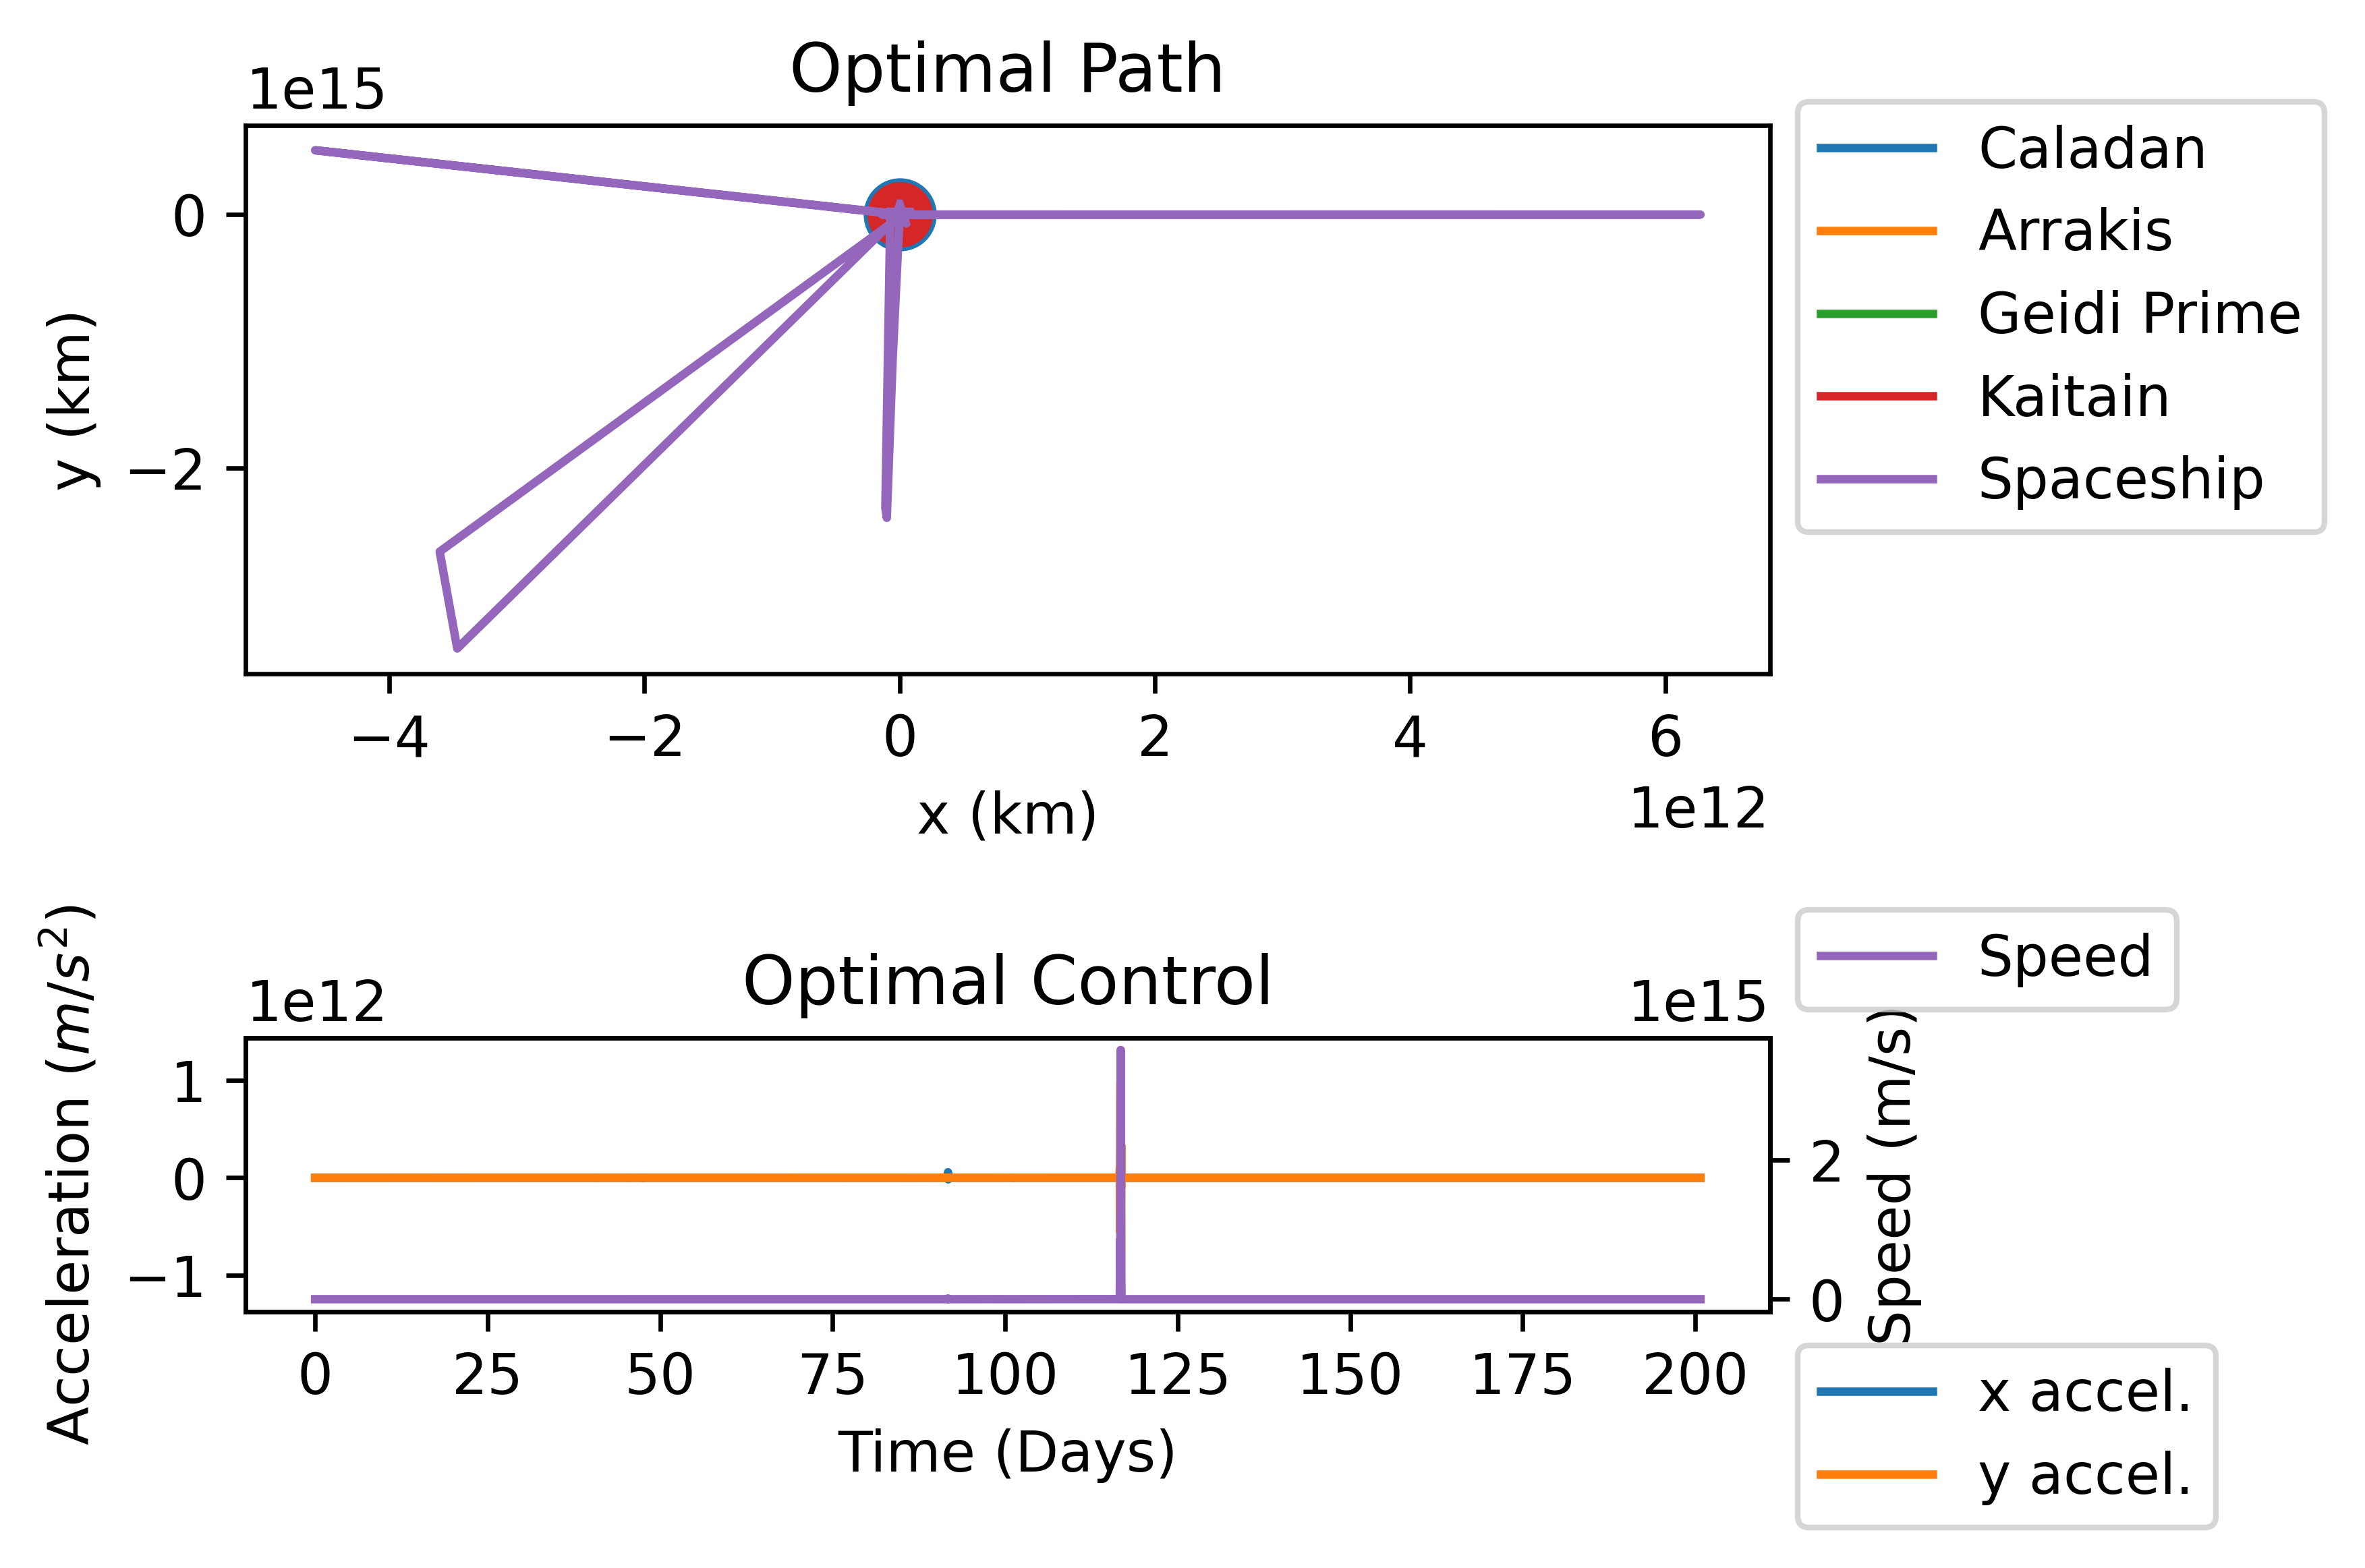 Optimal Path
1e15
y (km)
0
−2
−4
−2
0
2
4
6
x (km)
1e12
Caladan
Arrakis
Geidi Prime
Kaitain
Spaceship
Optimal Control
1e12
1e15
Acceleration (m/s²)
1
0
−1
2
0
Speed (m/s)
0
25
50
75
100
125
150
175
200
Time (Days)
Speed
x accel.
y accel.